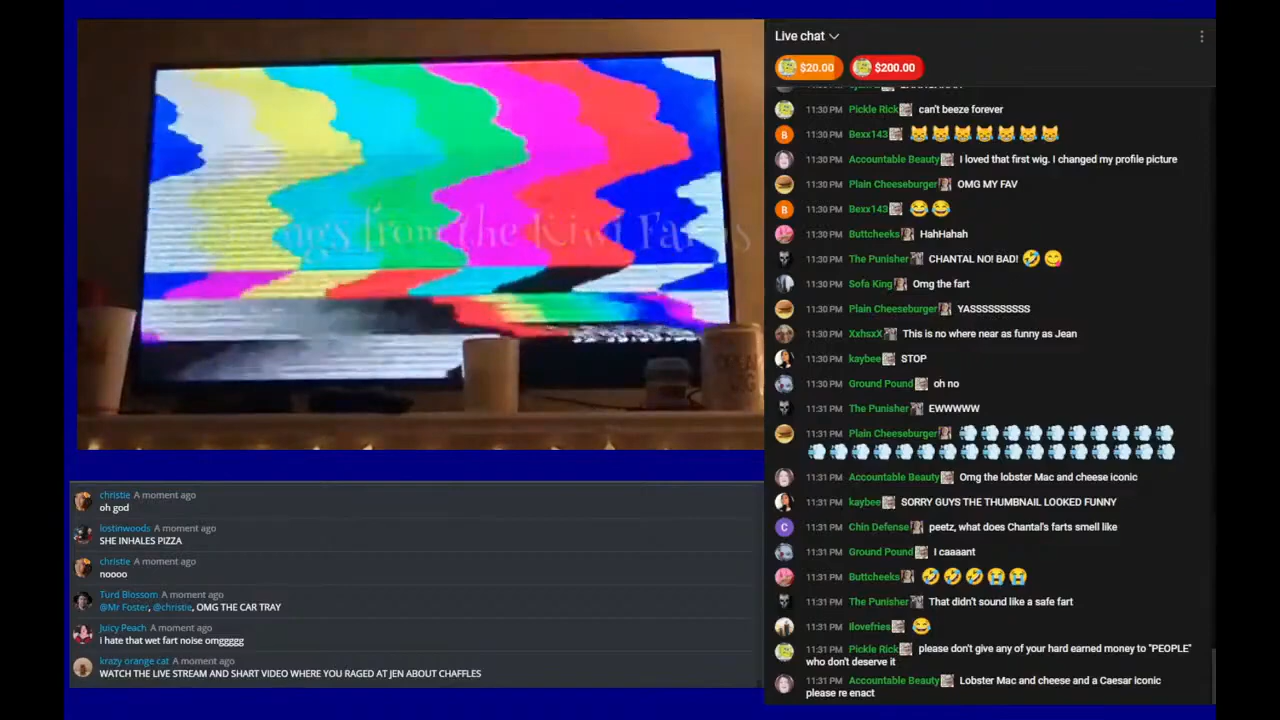 from the Kiwi Farms
christie A moment ago
oh god
lostinwoods A moment ago
SHE INHALES PIZZA
christie A moment ago
noooo
Turd Blossom A moment ago
@Mr Foster, @christie, OMG THE CAR TRAY
Juicy Peach A moment ago
i hate that wet fart noise omggggg
krazy orange cat A moment ago
WATCH THE LIVE STREAM AND SHART VIDEO WHERE YOU RAGED AT JEN ABOUT CHAFFLES
Live chat
$20.00 $200.00
11:30 PM Pickle Rick can't beeze forever
11:30 PM Bexx143 😹😹😹😹😹😹😹
11:30 PM Accountable Beauty I loved that first wig. I changed my profile picture
11:30 PM Plain Cheeseburger OMG MY FAV
11:30 PM Bexx143 😂😂
11:30 PM Buttcheeks HahHahah
11:30 PM The Punisher CHANTAL NO! BAD! 🤣😋
11:30 PM Sofa King Omg the fart
11:30 PM Plain Cheeseburger YASSSSSSSSSS
11:30 PM XxhsxX This is no where near as funny as Jean
11:30 PM kaybee STOP
11:30 PM Ground Pound oh no
11:31 PM The Punisher EWWWWW
11:31 PM Plain Cheeseburger 💨💨💨💨💨💨💨💨💨💨
💨💨💨💨💨💨💨💨💨💨💨💨💨💨💨💨💨
11:31 PM Accountable Beauty Omg the lobster Mac and cheese iconic
11:31 PM kaybee SORRY GUYS THE THUMBNAIL LOOKED FUNNY
11:31 PM Chin Defense peetz, what does Chantal's farts smell like
11:31 PM Ground Pound I caaaant
11:31 PM Buttcheeks 🤣🤣🤣😭😭
11:31 PM The Punisher That didn't sound like a safe fart
11:31 PM Ilovefries 😂
11:31 PM Pickle Rick please don't give any of your hard earned money to "PEOPLE"
who don't deserve it
11:31 PM Accountable Beauty Lobster Mac and cheese and a Caesar iconic
please re enact